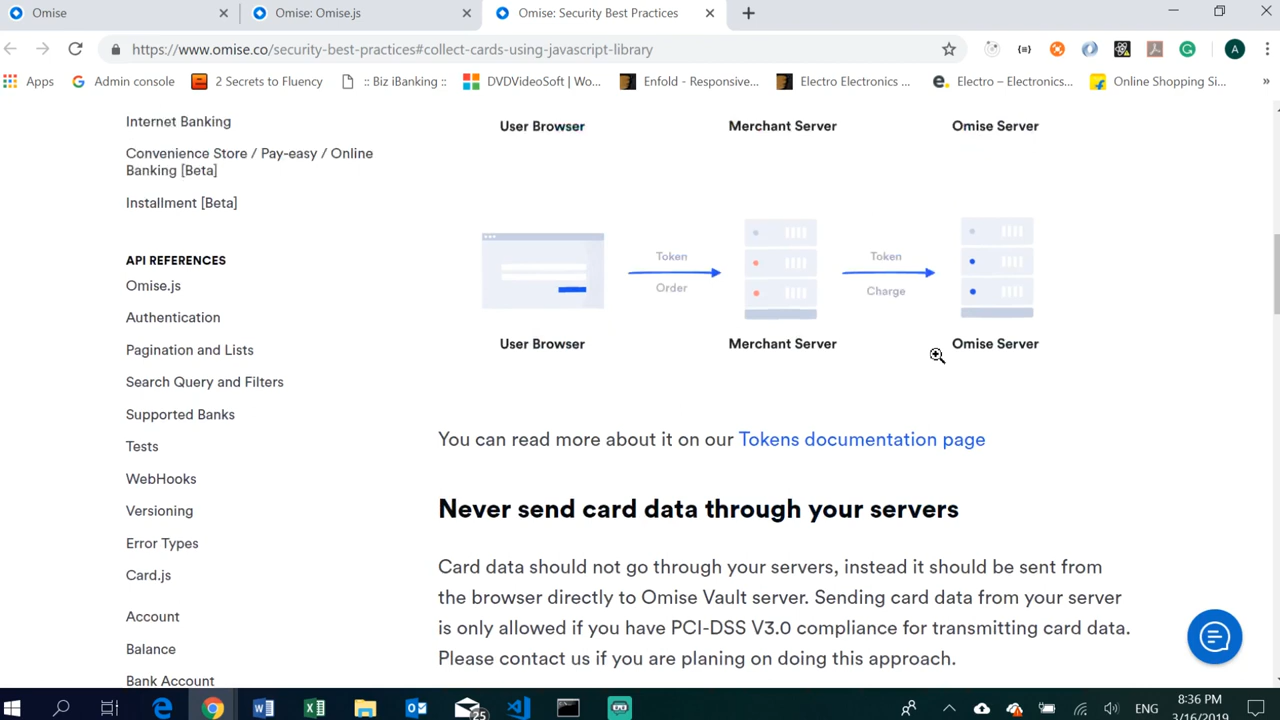 Omise
Omise: Omise.js
Omise: Security Best Practices
https://www.omise.co/security-best-practices#collect-cards-using-javascript-library
A
Apps
Admin console
2 Secrets to Fluency
:: Biz iBanking ::
DVDVideoSoft | Wo...
Enfold - Responsive...
Electro Electronics ...
Electro – Electronics...
Online Shopping Si...
»
Internet Banking
Convenience Store / Pay-easy / Online
Banking [Beta]
Installment [Beta]
API REFERENCES
Omise.js
Authentication
Pagination and Lists
Search Query and Filters
Supported Banks
Tests
WebHooks
Versioning
Error Types
Card.js
Account
Balance
Bank Account
User Browser
Merchant Server
Omise Server
Token
Order
Token
Charge
User Browser
Merchant Server
Omise Server
You can read more about it on our Tokens documentation page
Never send card data through your servers
Card data should not go through your servers, instead it should be sent from
the browser directly to Omise Vault server. Sending card data from your server
is only allowed if you have PCI-DSS V3.0 compliance for transmitting card data.
Please contact us if you are planing on doing this approach.
25
ENG
8:36 PM
3/16/2019